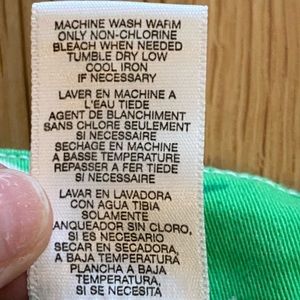 MACHINE WASH WARM
ONLY NON-CHLORINE
BLEACH WHEN NEEDED
TUMBLE DRY LOW
COOL IRON
IF NECESSARY
LAVER EN MACHINE A
L'EAU TIEDE
AGENT DE BLANCHIMENT
SANS CHLORE SEULEMENT
SI NECESSAIRE
SECHAGE EN MACHINE
A BASSE TEMPERATURE
REPASSER A FER TIEDE
SI NECESSAIRE
LAVAR EN LAVADORA
CON AGUA TIBIA
SOLAMENTE
ANQUEADOR SIN CLORO,
SI ES NECESARIO
SECAR EN SECADORA,
A BAJA TEMPERATURA
PLANCHA A BAJA
TEMPERATURA,
SI SE NECESITA